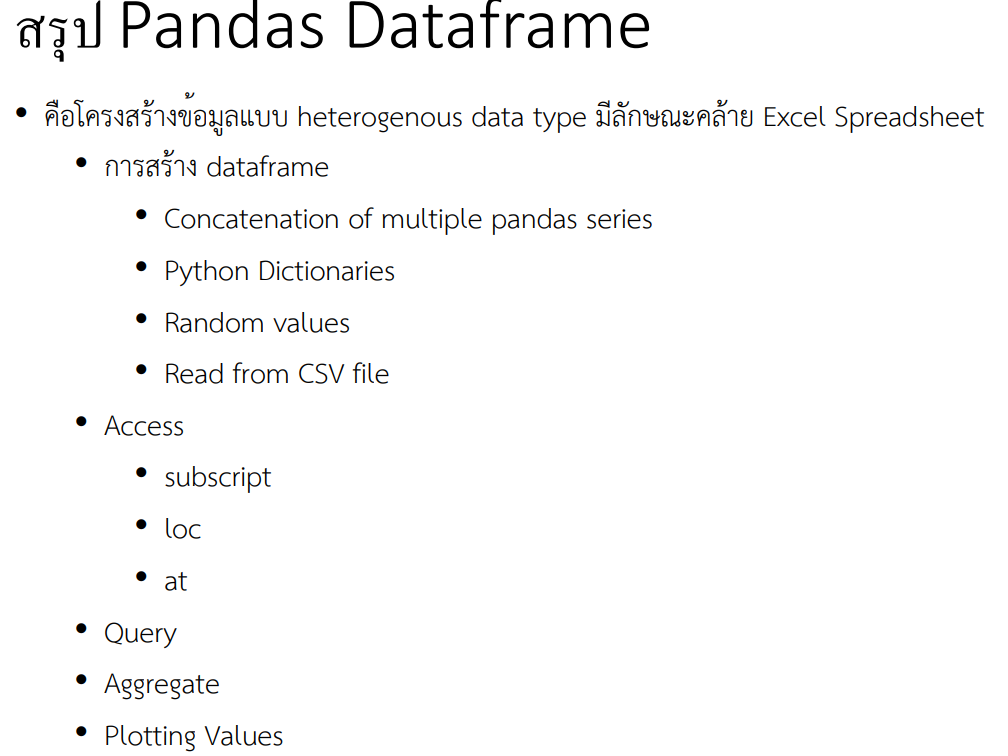 สรุป Pandas Dataframe
• คือโครงสร้างข้อมูลแบบ heterogenous data type มีลักษณะคล้าย Excel Spreadsheet
• การสร้าง dataframe
• Concatenation of multiple pandas series
• Python Dictionaries
• Random values
• Read from CSV file
• Access
• subscript
• loc
• at
• Query
• Aggregate
• Plotting Values